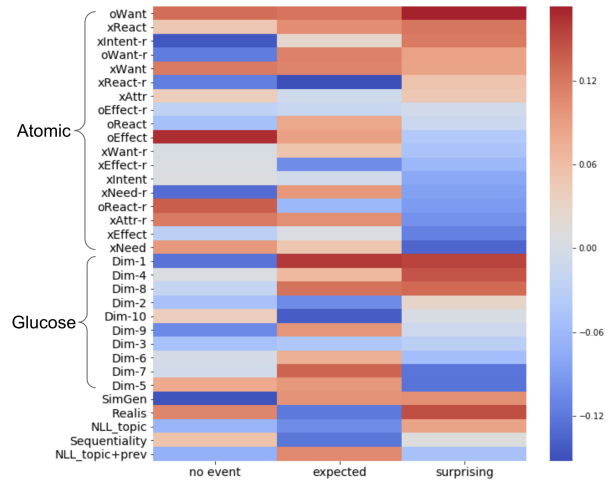 Atomic
Glucose
oWant
xReact
xIntent-r
oWant-r
xWant
xReact-r
xAttr
oEffect-r
oReact
oEffect
xWant-r
xEffect-r
xIntent
xNeed-r
oReact-r
xAttr-r
xEffect
xNeed
Dim-1
Dim-4
Dim-8
Dim-2
Dim-10
Dim-9
Dim-3
Dim-6
Dim-7
Dim-5
SimGen
Realis
NLL_topic
Sequentiality
NLL_topic+prev
no event expected surprising
0.12
0.06
0.00
−0.06
−0.12